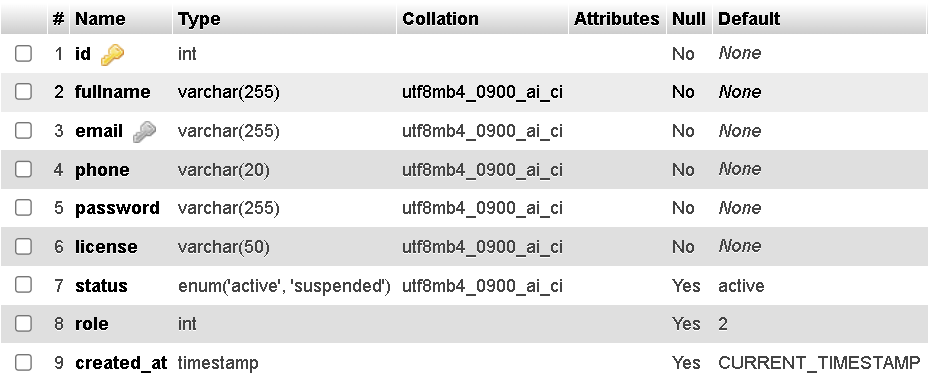 # Name Type Collation Attributes Null Default
1 id int No None
2 fullname varchar(255) utf8mb4_0900_ai_ci No None
3 email varchar(255) utf8mb4_0900_ai_ci No None
4 phone varchar(20) utf8mb4_0900_ai_ci No None
5 password varchar(255) utf8mb4_0900_ai_ci No None
6 license varchar(50) utf8mb4_0900_ai_ci No None
7 status enum('active', 'suspended') utf8mb4_0900_ai_ci Yes active
8 role int Yes 2
9 created_at timestamp Yes CURRENT_TIMESTAMP